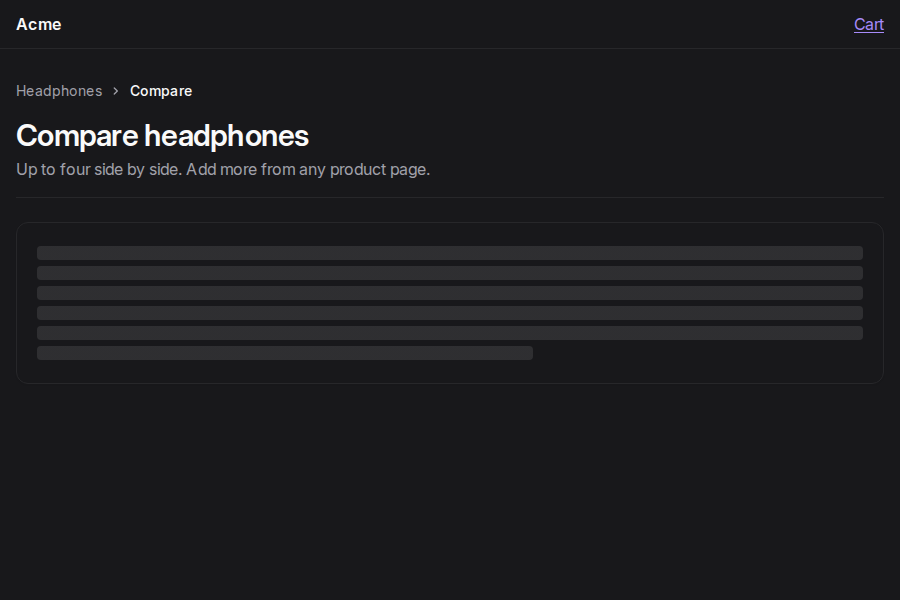 Acme
Cart
Headphones > Compare
Compare headphones
Up to four side by side. Add more from any product page.